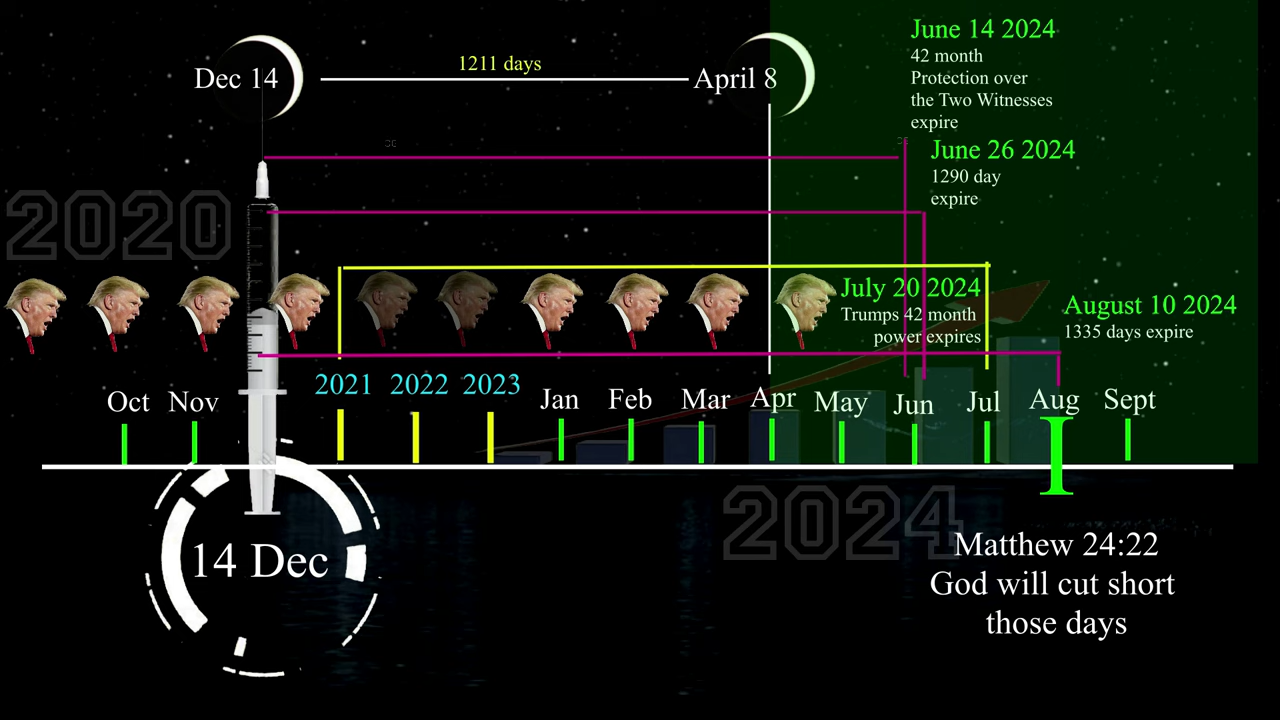 June 14 2024
42 month
Protection over
the Two Witnesses
expire
Dec 14
1211 days
April 8
June 26 2024
1290 day
expire
2020
July 20 2024
Trumps 42 month
power expires
August 10 2024
1335 days expire
2021 2022 2023
Oct Nov Jan Feb Mar Apr May Jun Jul Aug Sept
2024
14 Dec
Matthew 24:22
God will cut short
those days